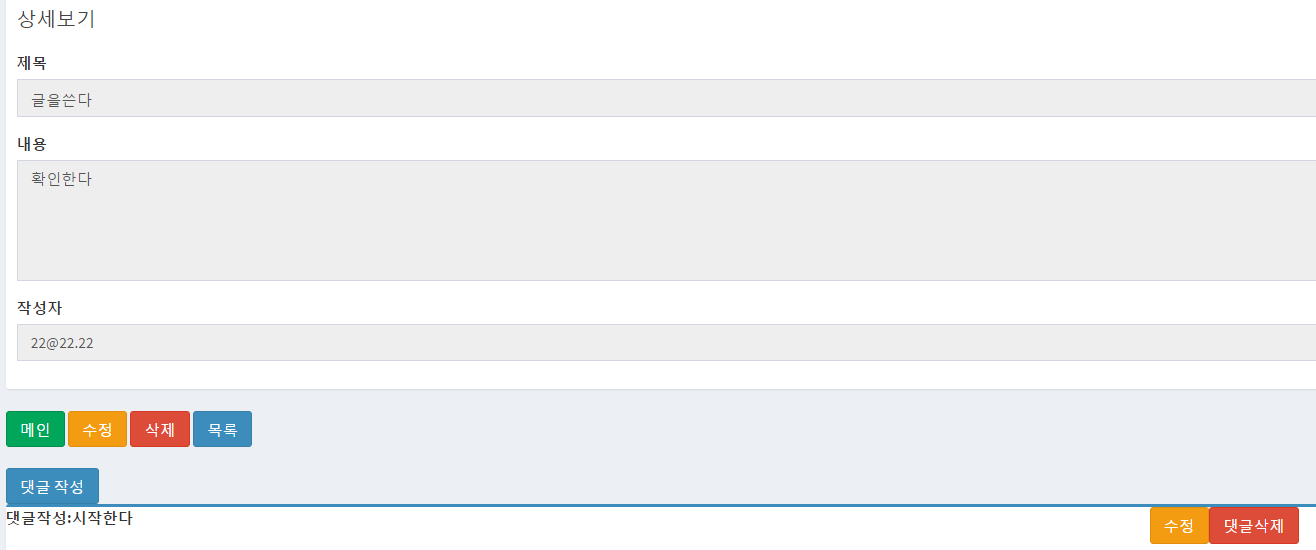 상세보기
제목
글을쓴다
내용
확인한다
작성자
22@22.22
메인 수정 삭제 목록
댓글 작성
댓글작성:시작한다 수정 댓글삭제